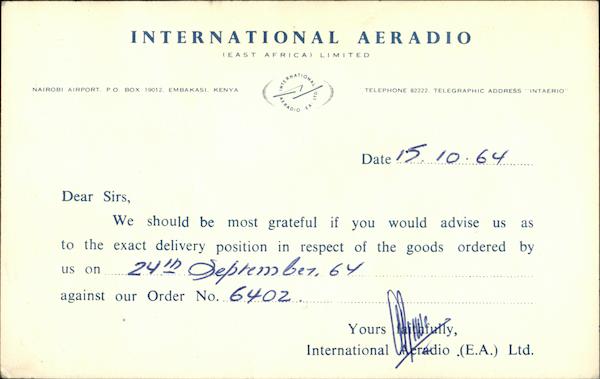 INTERNATIONAL AERADIO
(EAST AFRICA) LIMITED
NAIROBI AIRPORT, P.O. BOX 19012, EMBAKASI, KENYA
INTERNATIONAL AERADIO EA LTD.
TELEPHONE 82222, TELEGRAPHIC ADDRESS "INTAERIO"
Date 15.10.64
Dear Sirs,
We should be most grateful if you would advise us as
to the exact delivery position in respect of the goods ordered by
us on 24th September, 64
against our Order No. 6402.
Yours faithfully,
International Aeradio (E.A.) Ltd.